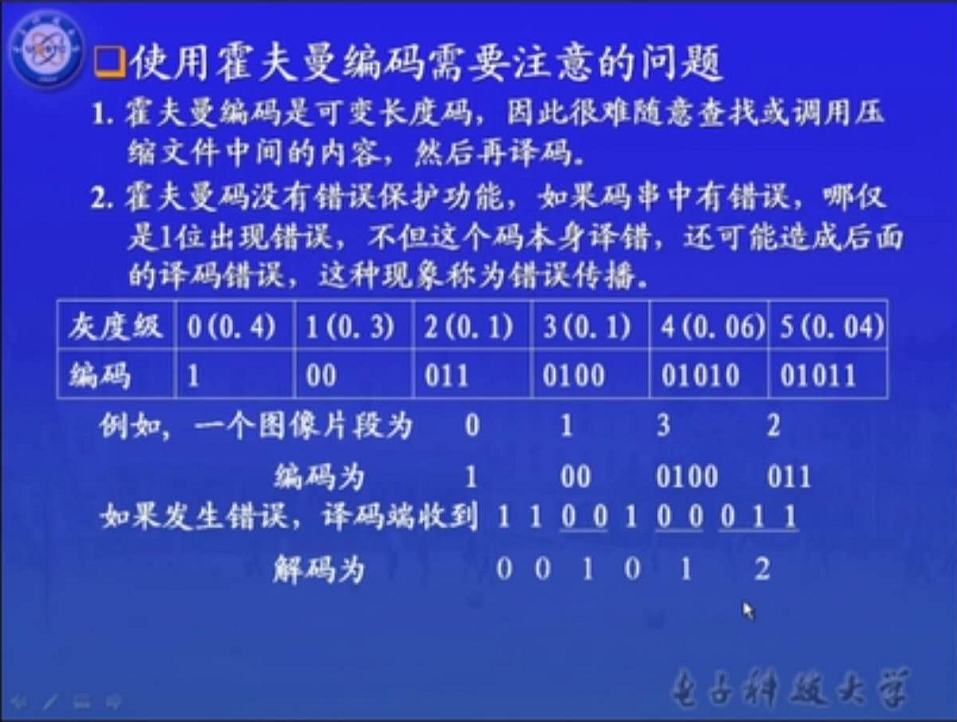 使用霍夫曼编码需要注意的问题
1. 霍夫曼编码是可变长度码，因此很难随意查找或调用压
缩文件中间的内容，然后再译码。
2. 霍夫曼码没有错误保护功能，如果码串中有错误，哪仅
是1位出现错误，不但这个码本身译错，还可能造成后面
的译码错误，这种现象称为错误传播。
灰度级 0(0.4) 1(0.3) 2(0.1) 3(0.1) 4(0.06) 5(0.04)
编码 1 00 011 0100 01010 01011
例如，一个图像片段为 0 1 3 2
编码为 1 00 0100 011
如果发生错误，译码端收到 1 1 0 0 1 0 0 0 1 1
解码为 0 0 1 0 1 2
电子科技大学